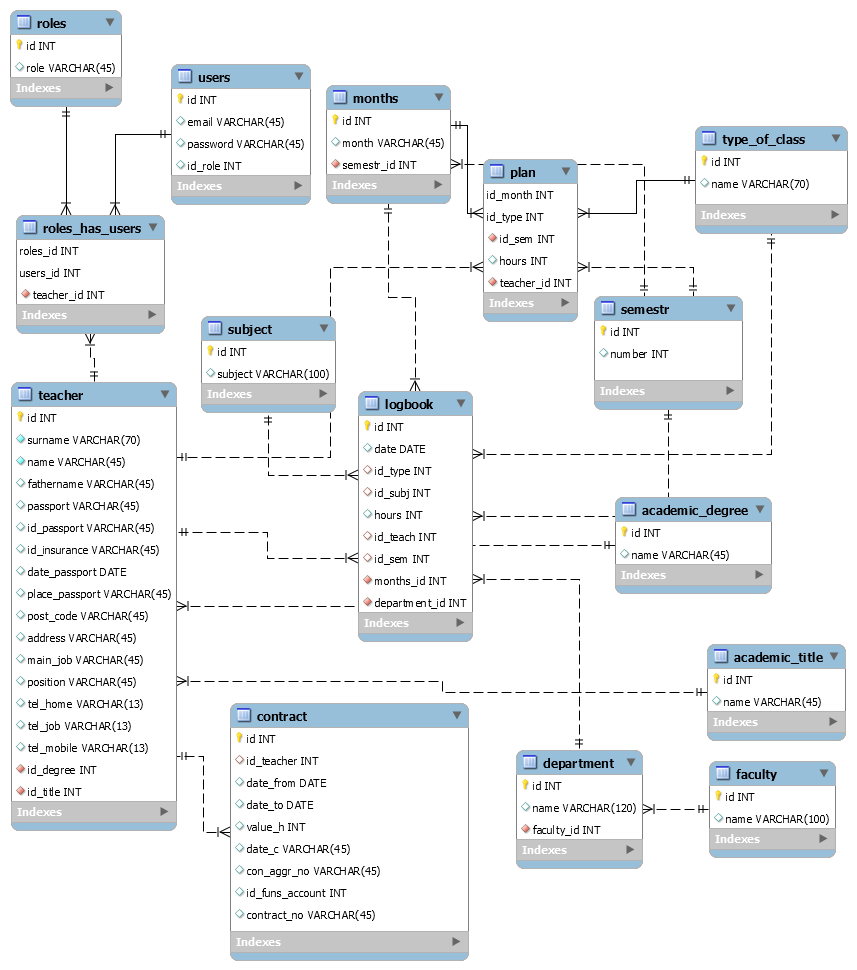 roles
id INT
role VARCHAR(45)
Indexes
users
id INT
email VARCHAR(45)
password VARCHAR(45)
id_role INT
Indexes
months
id INT
month VARCHAR(45)
semestr_id INT
Indexes
plan
id_month INT
id_type INT
id_sem INT
hours INT
teacher_id INT
Indexes
type_of_class
id INT
name VARCHAR(70)
Indexes
roles_has_users
roles_id INT
users_id INT
teacher_id INT
Indexes
subject
id INT
subject VARCHAR(100)
Indexes
semestr
id INT
number INT
Indexes
teacher
id INT
surname VARCHAR(70)
name VARCHAR(45)
fathername VARCHAR(45)
passport VARCHAR(45)
id_passport VARCHAR(45)
id_insurance VARCHAR(45)
date_passport DATE
place_passport VARCHAR(45)
post_code VARCHAR(45)
address VARCHAR(45)
main_job VARCHAR(45)
position VARCHAR(45)
tel_home VARCHAR(13)
tel_job VARCHAR(13)
tel_mobile VARCHAR(13)
id_degree INT
id_title INT
Indexes
logbook
id INT
date DATE
id_type INT
id_subj INT
hours INT
id_teach INT
id_sem INT
months_id INT
department_id INT
Indexes
academic_degree
id INT
name VARCHAR(45)
Indexes
academic_title
id INT
name VARCHAR(45)
Indexes
contract
id INT
id_teacher INT
date_from DATE
date_to DATE
value_h INT
date_c VARCHAR(45)
con_aggr_no VARCHAR(45)
id_funs_account INT
contract_no VARCHAR(45)
Indexes
department
id INT
name VARCHAR(120)
faculty_id INT
Indexes
faculty
id INT
name VARCHAR(100)
Indexes